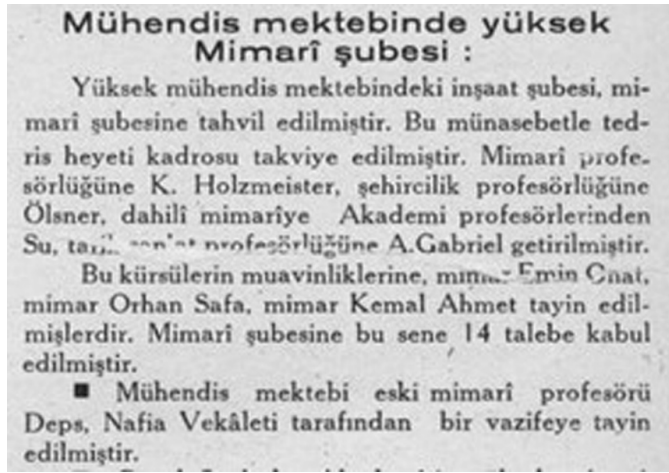 Mühendis mektebinde yüksek
Mimarî şubesi :
Yüksek mühendis mektebindeki inşaat şubesi, mi-
marî şubesine tahvil edilmiştir. Bu münasebetle ted-
ris heyeti kadrosu takviye edilmiştir. Mimarî profe-
sörlüğüne K. Holzmeister, şehircilik profesörlüğüne
Ölsner, dahilî mimarîye Akademi profesörlerinden
Su, profesörlüğüne A.Gabriel getirilmiştir.
Bu kürsülerin muavinliklerine, mimar Emin Onat,
mimar Orhan Safa, mimar Kemal Ahmet tayin edil-
mişlerdir. Mimarî şubesine bu sene 14 talebe kabul
edilmiştir.
■ Mühendis mektebi eski mimarî profesörü
Deps, Nafia Vekâleti tarafından bir vazifeye tayin
edilmiştir.